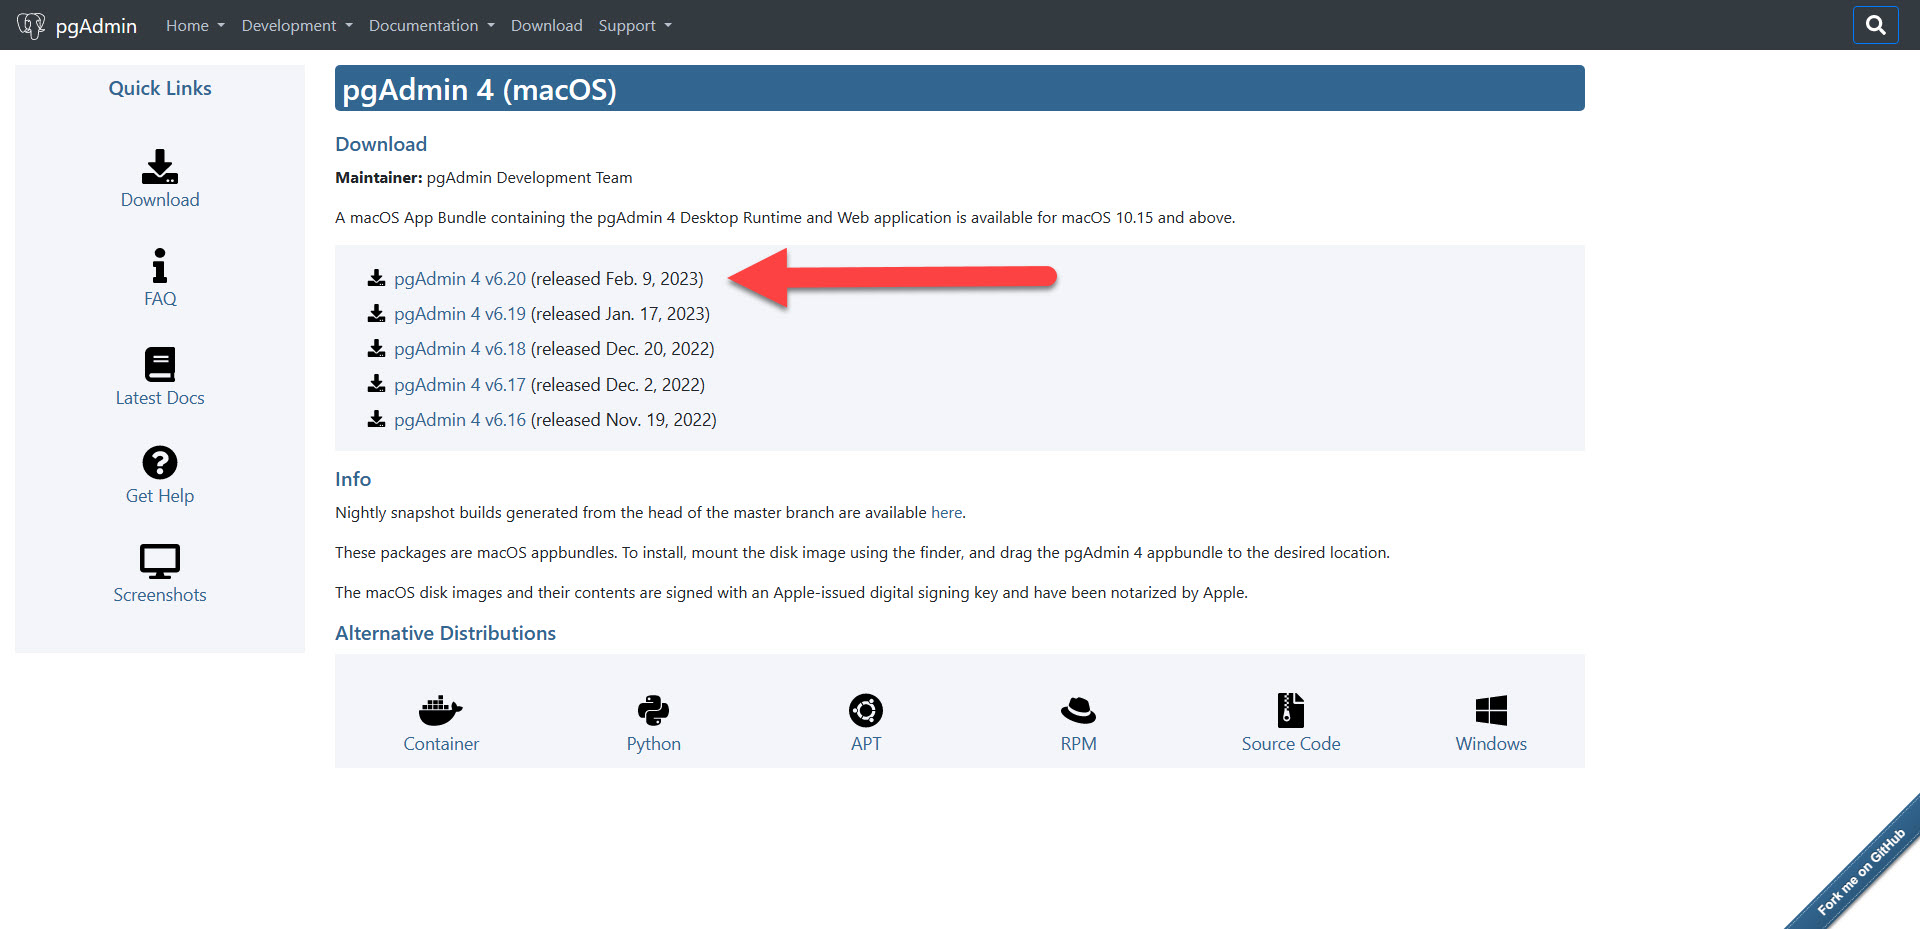 pgAdmin Home Development Documentation Download Support
Quick Links
Download
FAQ
Latest Docs
Get Help
Screenshots
pgAdmin 4 (macOS)
Download
Maintainer: pgAdmin Development Team
A macOS App Bundle containing the pgAdmin 4 Desktop Runtime and Web application is available for macOS 10.15 and above.
pgAdmin 4 v6.20 (released Feb. 9, 2023)
pgAdmin 4 v6.19 (released Jan. 17, 2023)
pgAdmin 4 v6.18 (released Dec. 20, 2022)
pgAdmin 4 v6.17 (released Dec. 2, 2022)
pgAdmin 4 v6.16 (released Nov. 19, 2022)
Info
Nightly snapshot builds generated from the head of the master branch are available here.
These packages are macOS appbundles. To install, mount the disk image using the finder, and drag the pgAdmin 4 appbundle to the desired location.
The macOS disk images and their contents are signed with an Apple-issued digital signing key and have been notarized by Apple.
Alternative Distributions
Container Python APT RPM Source Code Windows
Fork me on GitHub